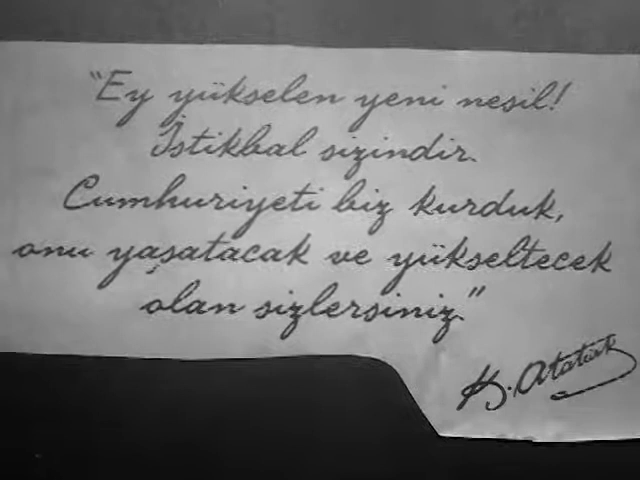 "Ey yükselen yeni nesil!
İstikbal sizindir.
Cumhuriyeti biz kurduk,
onu yaşatacak ve yükseltecek
olan sizlersiniz."
K. Atatürk